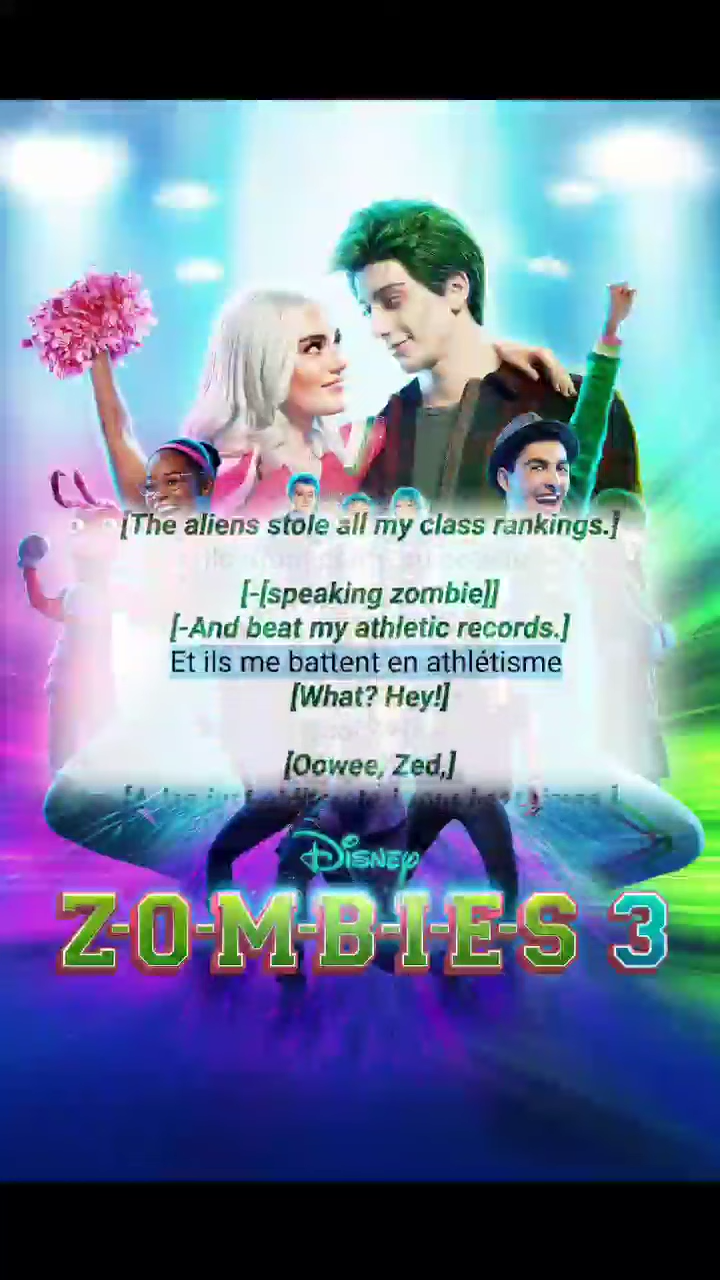 [The aliens stole all my class rankings.]
[-[speaking zombie]]
[-And beat my athletic records.]
Et ils me battent en athlétisme
[What? Hey!]
[Oowee, Zed,]
DISNEY
Z-O-M-B-I-E-S 3